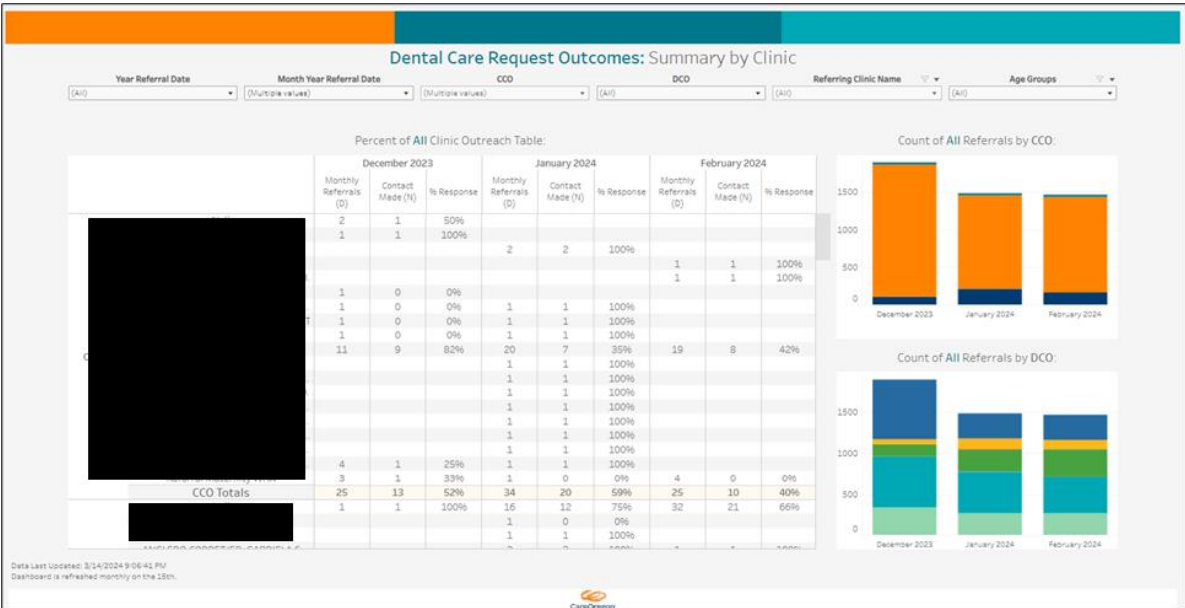 Dental Care Request Outcomes: Summary by Clinic
Year Referral Date Month Year Referral Date CCO DCO Referring Clinic Name Age Groups
(All) (Multiple values) (Multiple values) (All) (All) (All)
Percent of All Clinic Outreach Table:
December 2023 January 2024 February 2024
Monthly Referrals (D) Contact Made (N) % Response Monthly Referrals (D) Contact Made (N) % Response Monthly Referrals (D) Contact Made (N) % Response
2 1 50%
1 1 100%
2 2 100%
1 1 100%
1 1 100%
1 0 0%
1 0 0% 1 1 100%
T 1 0 0% 1 1 100%
1 0 0% 1 1 100%
11 9 82% 20 7 35% 19 8 42%
1 1 100%
1 1 100%
1 1 100%
1 1 100%
1 1 100%
1 1 100%
1 1 100%
4 1 25% 1 1 100%
3 1 33% 1 0 0% 4 0 0%
CCO Totals 25 13 52% 34 20 59% 25 10 40%
1 1 100% 16 12 75% 32 21 66%
1 0 0%
1 1 100%
Count of All Referrals by CCO:
1500
1000
500
0
December 2023 January 2024 February 2024
Count of All Referrals by DCO:
1500
1000
500
0
December 2023 January 2024 February 2024
Data Last Updated: 3/14/2024 9:06:41 PM
Dashboard is refreshed monthly on the 15th.
CareOregon